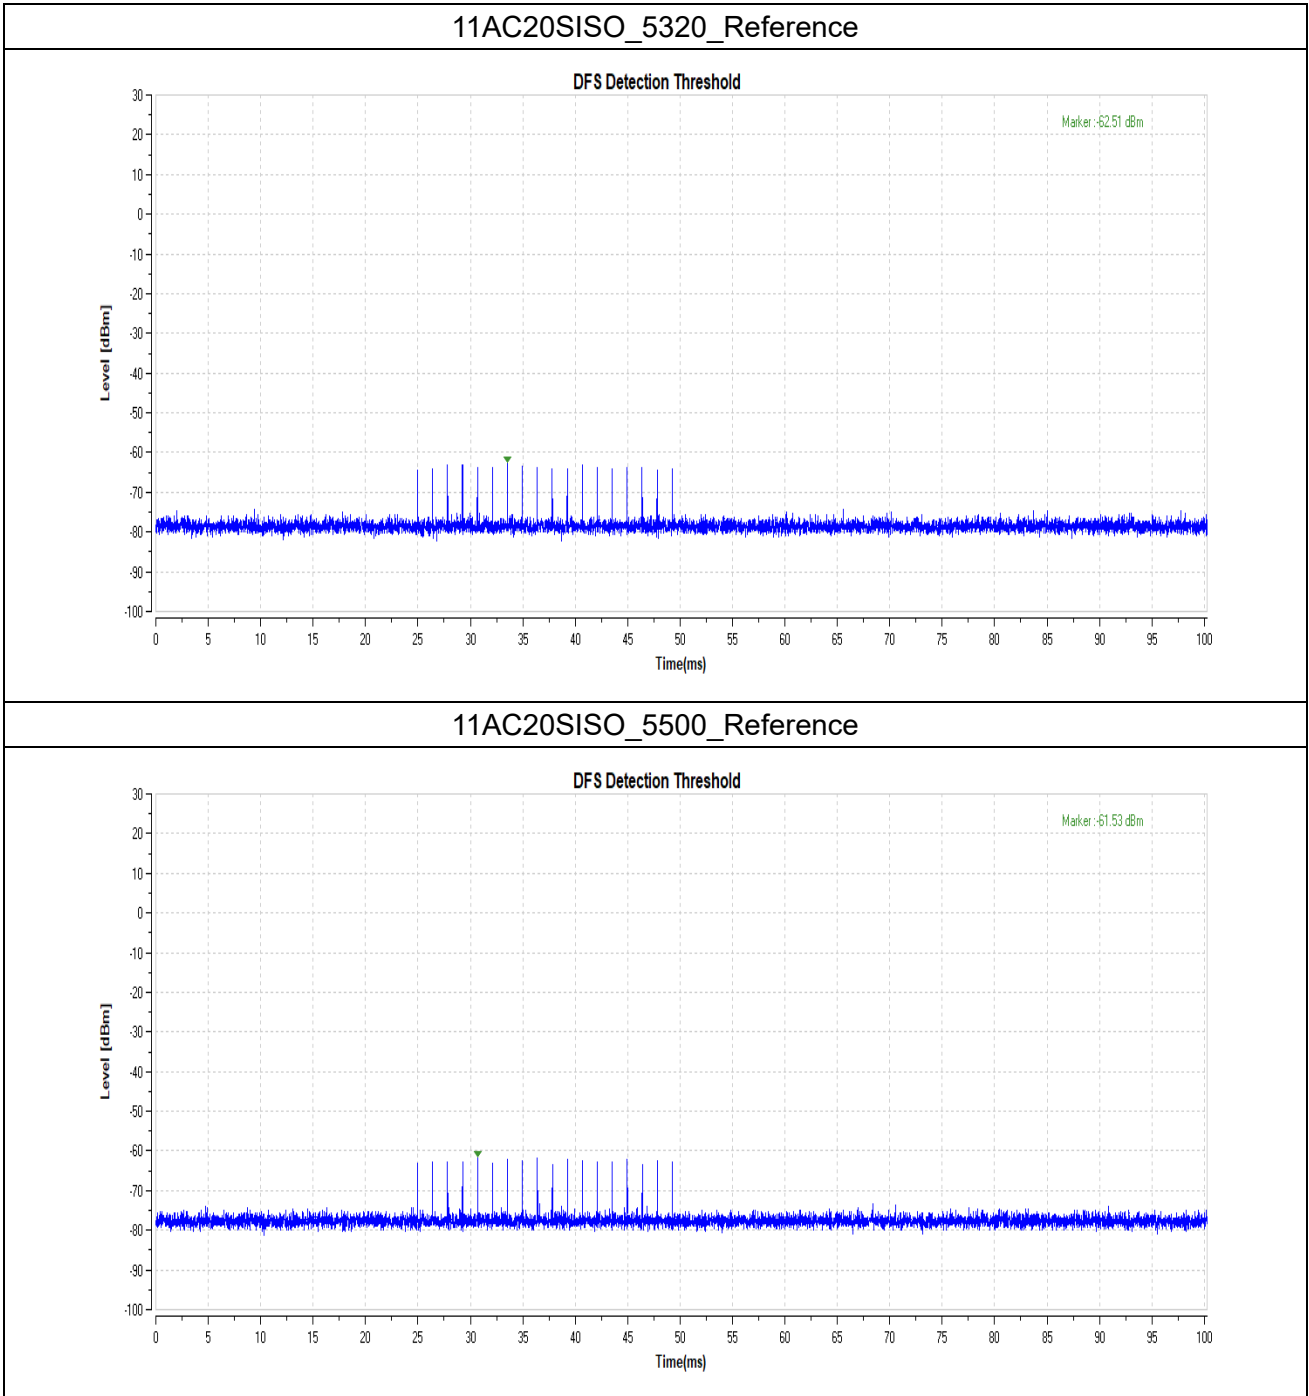 11AC20SISO_5320_Reference
DFS Detection Threshold
Marker :-62.51 dBm
30
20
10
0
-10
-20
-30
-40
-50
-60
-70
-80
-90
-100
Level [dBm]
0 5 10 15 20 25 30 35 40 45 50 55 60 65 70 75 80 85 90 95 100
Time(ms)
11AC20SISO_5500_Reference
DFS Detection Threshold
Marker :-61.53 dBm
30
20
10
0
-10
-20
-30
-40
-50
-60
-70
-80
-90
-100
Level [dBm]
0 5 10 15 20 25 30 35 40 45 50 55 60 65 70 75 80 85 90 95 100
Time(ms)